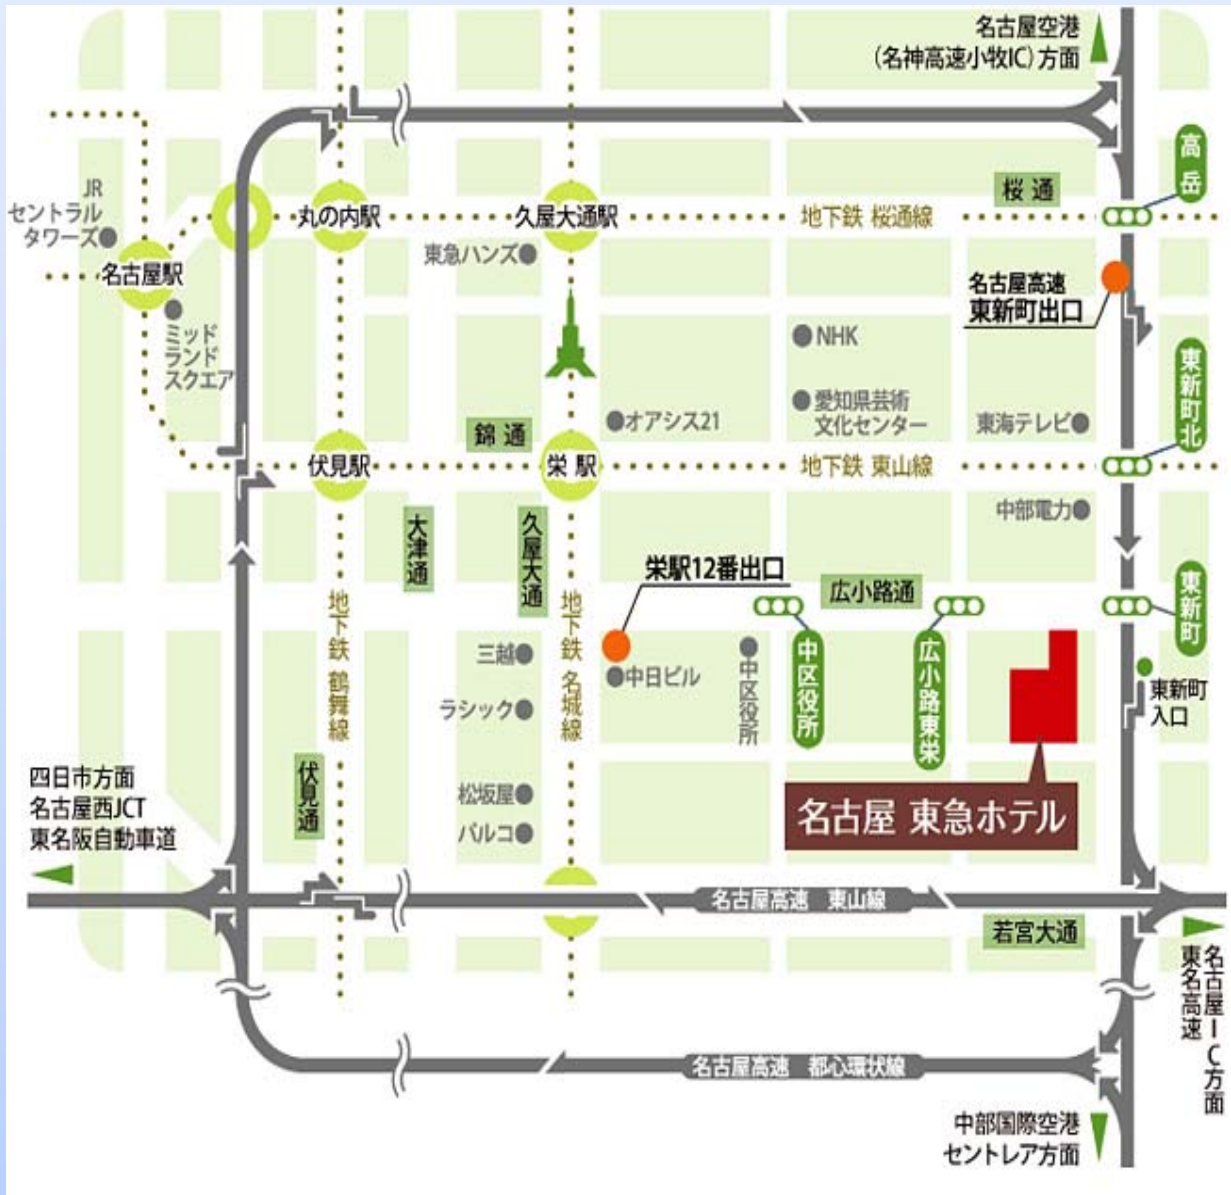 名古屋空港
(名神高速小牧IC)方面
高岳
桜通
JR
セントラル
タワーズ
丸の内駅
久屋大通駅
地下鉄 桜通線
東急ハンズ
名古屋駅
名古屋高速
東新町出口
ミッド
ランド
スクエア
NHK
東新町北
愛知県芸術
文化センター
オアシス21
東海テレビ
錦通
伏見駅
栄駅
地下鉄 東山線
中部電力
大津通
久屋大通
栄駅12番出口
広小路通
東新町
地下鉄 鶴舞線
地下鉄 名城線
三越
中日ビル
中区役所
中区役所
広小路東栄
東新町
入口
ラシック
伏見通
四日市方面
名古屋西JCT
東名阪自動車道
松坂屋
パルコ
名古屋 東急ホテル
名古屋高速 東山線
若宮大通
名古屋IC方面
東名高速
名古屋高速 都心環状線
中部国際空港
セントレア方面